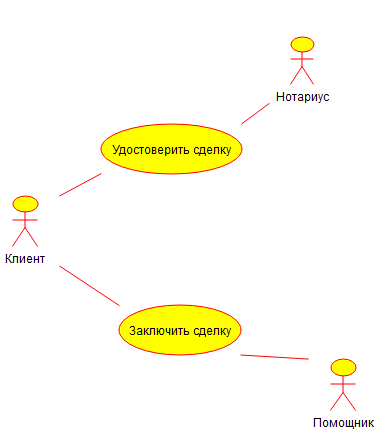 Нотариус
Удостоверить сделку
Клиент
Заключить сделку
Помощник